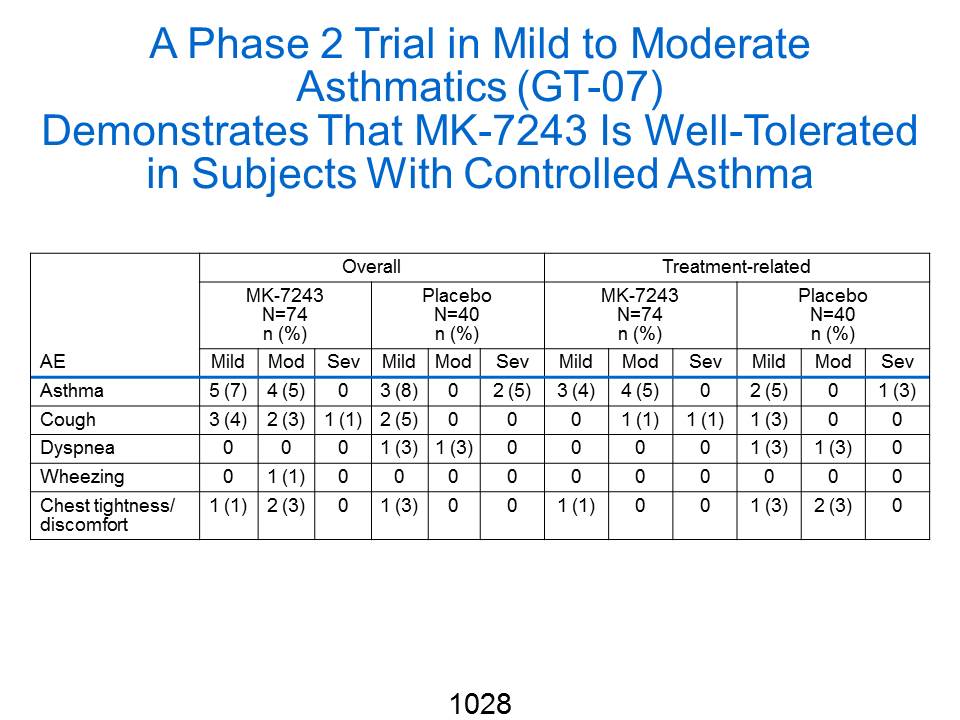 A Phase 2 Trial in Mild to Moderate
Asthmatics (GT-07)
Demonstrates That MK-7243 Is Well-Tolerated
in Subjects With Controlled Asthma
Overall Treatment-related
MK-7243 Placebo MK-7243 Placebo
N=74 N=40 N=74 N=40
n (%) n (%) n (%) n (%)
AE Mild Mod Sev Mild Mod Sev Mild Mod Sev Mild Mod Sev
Asthma 5 (7) 4 (5) 0 3 (8) 0 2 (5) 3 (4) 4 (5) 0 2 (5) 0 1 (3)
Cough 3 (4) 2 (3) 1 (1) 2 (5) 0 0 0 1 (1) 1 (1) 1 (3) 0 0
Dyspnea 0 0 0 1 (3) 1 (3) 0 0 0 0 1 (3) 1 (3) 0
Wheezing 0 1 (1) 0 0 0 0 0 0 0 0 0 0
Chest tightness/ 1 (1) 2 (3) 0 1 (3) 0 0 1 (1) 0 0 1 (3) 2 (3) 0
discomfort
1028